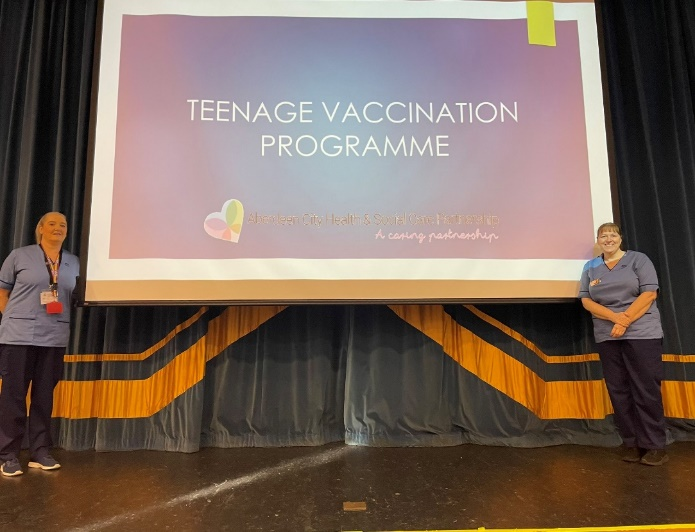 TEENAGE VACCINATION
PROGRAMME
Aberdeen City Health & Social Care Partnership
A caring partnership